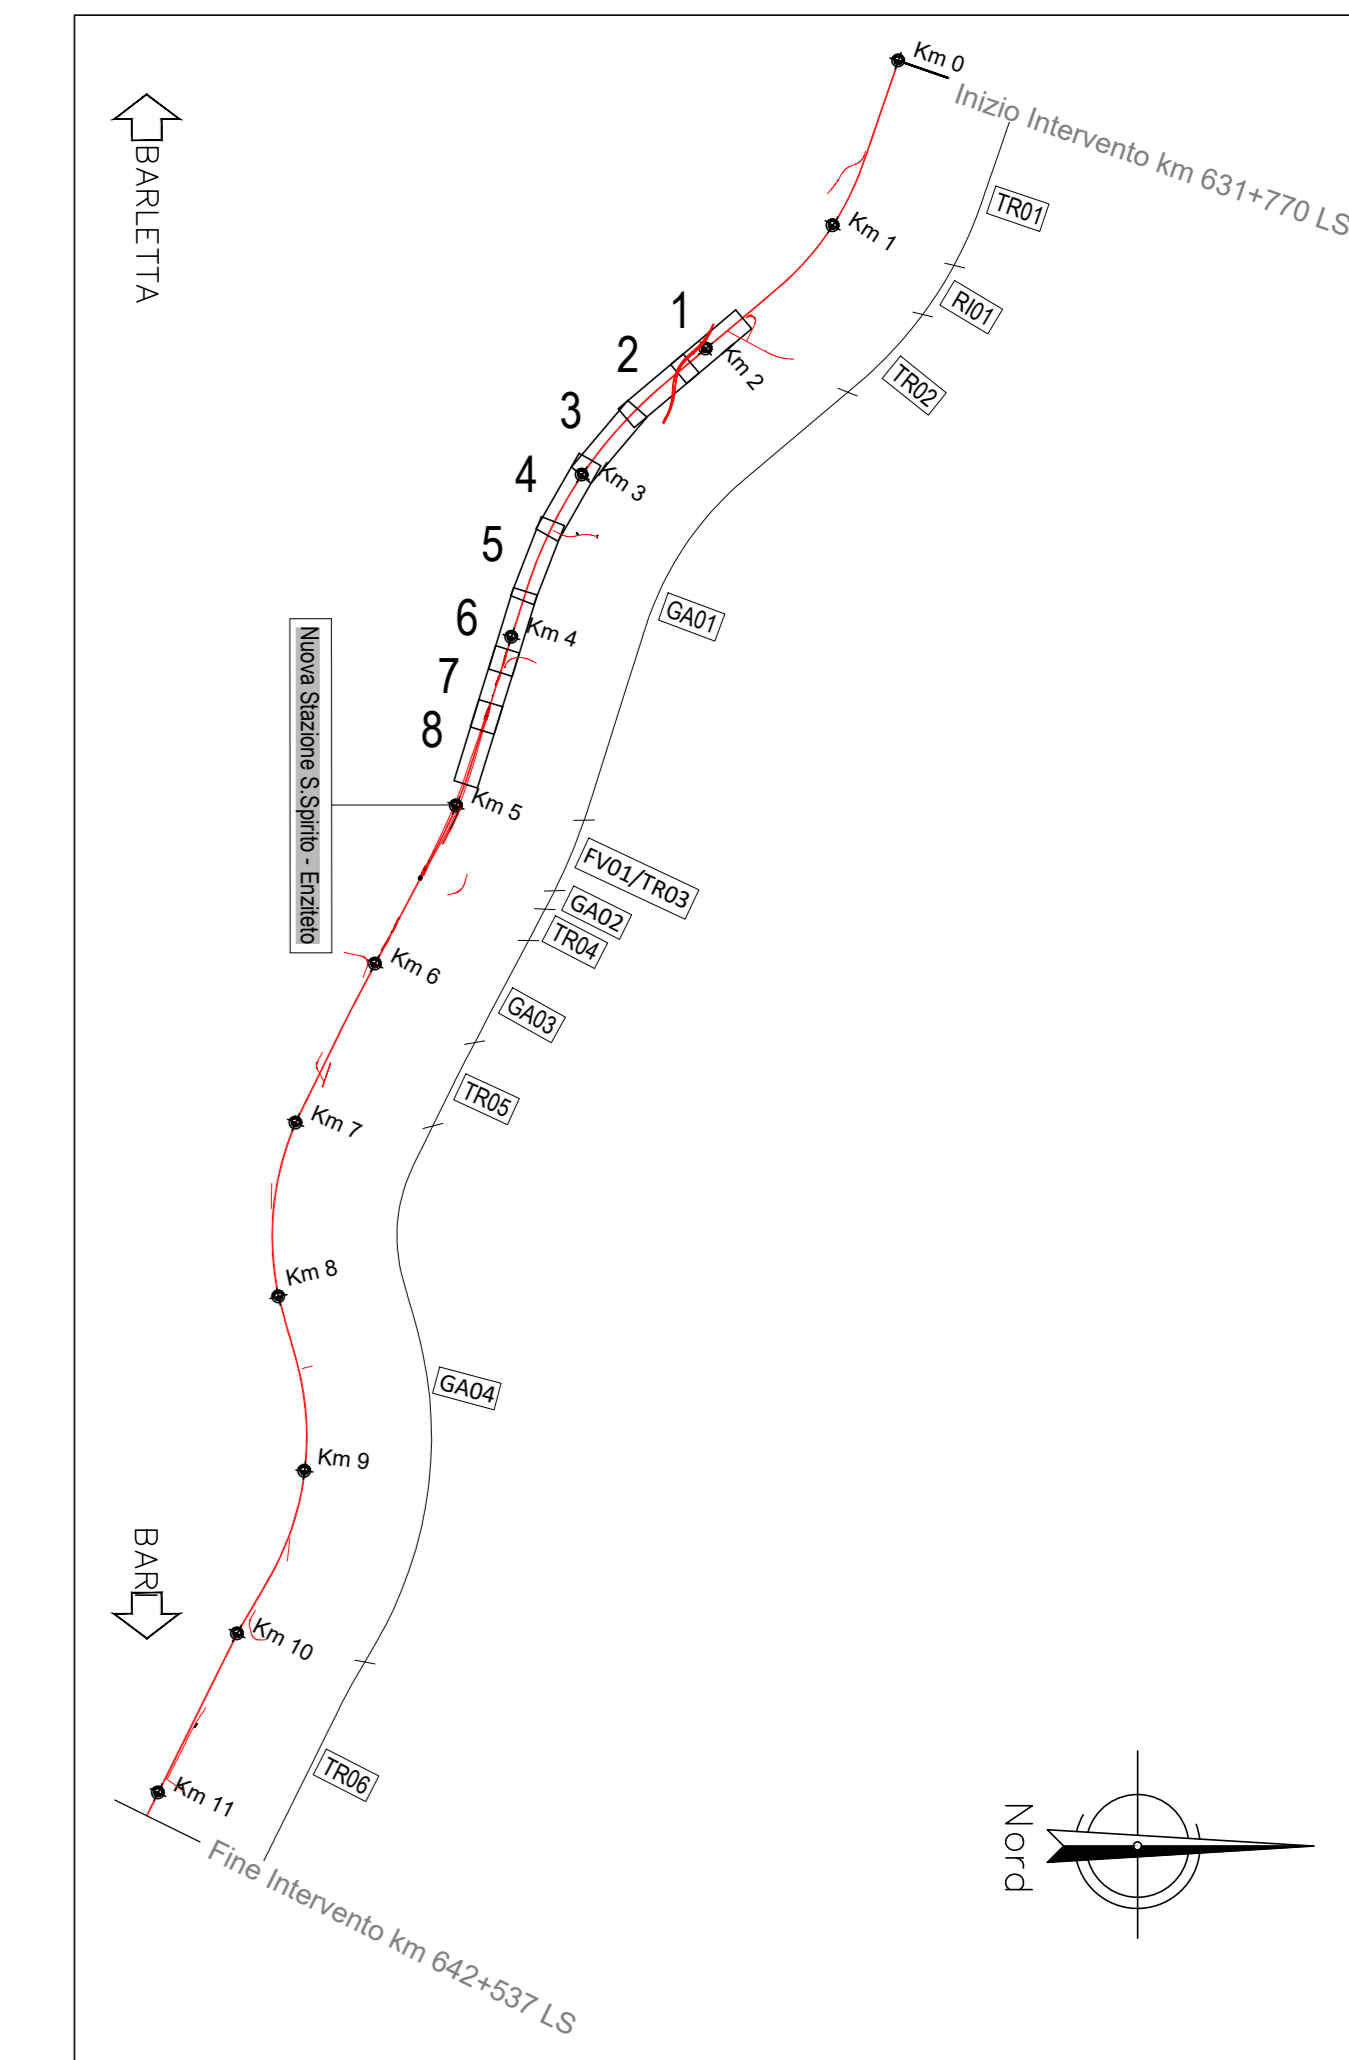 Km 0
Inizio Intervento km 631+770 LS
BARLETTA
TR01
Km 1
RI01
1
Km 2
2
TR02
3
4
Km 3
5
GA01
6
Km 4
7
8
Nuova Stazione S.Spirito - Enziteto
Km 5
FV01/TR03
GA02
TR04
Km 6
GA03
TR05
Km 7
Km 8
GA04
Km 9
BARI
Km 10
TR06
Km 11
Nord
Fine Intervento km 642+537 LS